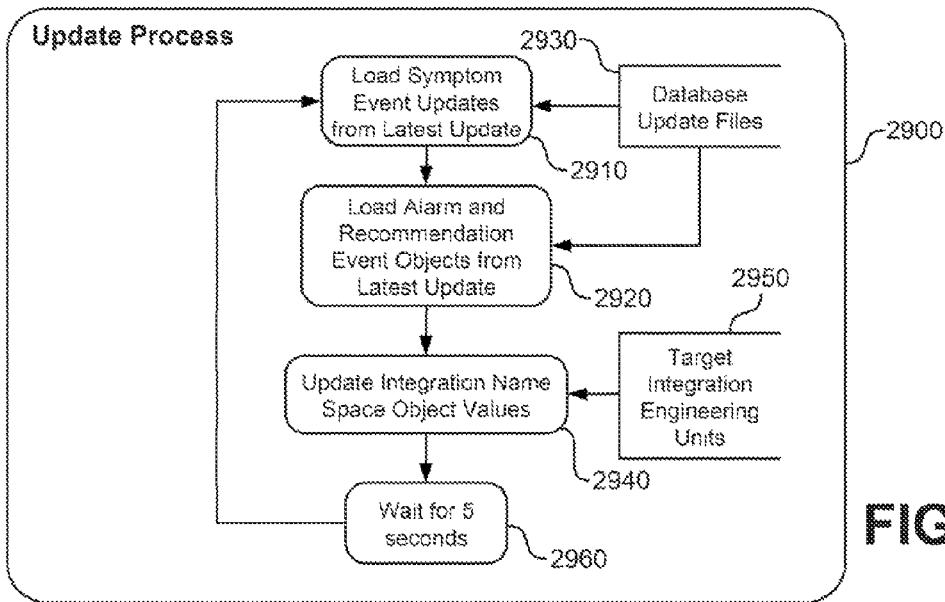 Update Process
2930
Load Symptom
Event Updates
from Latest Update
Database
Update Files
2900
2910
Load Alarm and
Recommendation
Event Objects from
Latest Update
2920
2950
Update Integration Name
Space Object Values
Target
Integration
Engineering
Units
2940
Wait for 5
seconds
2960
FIG